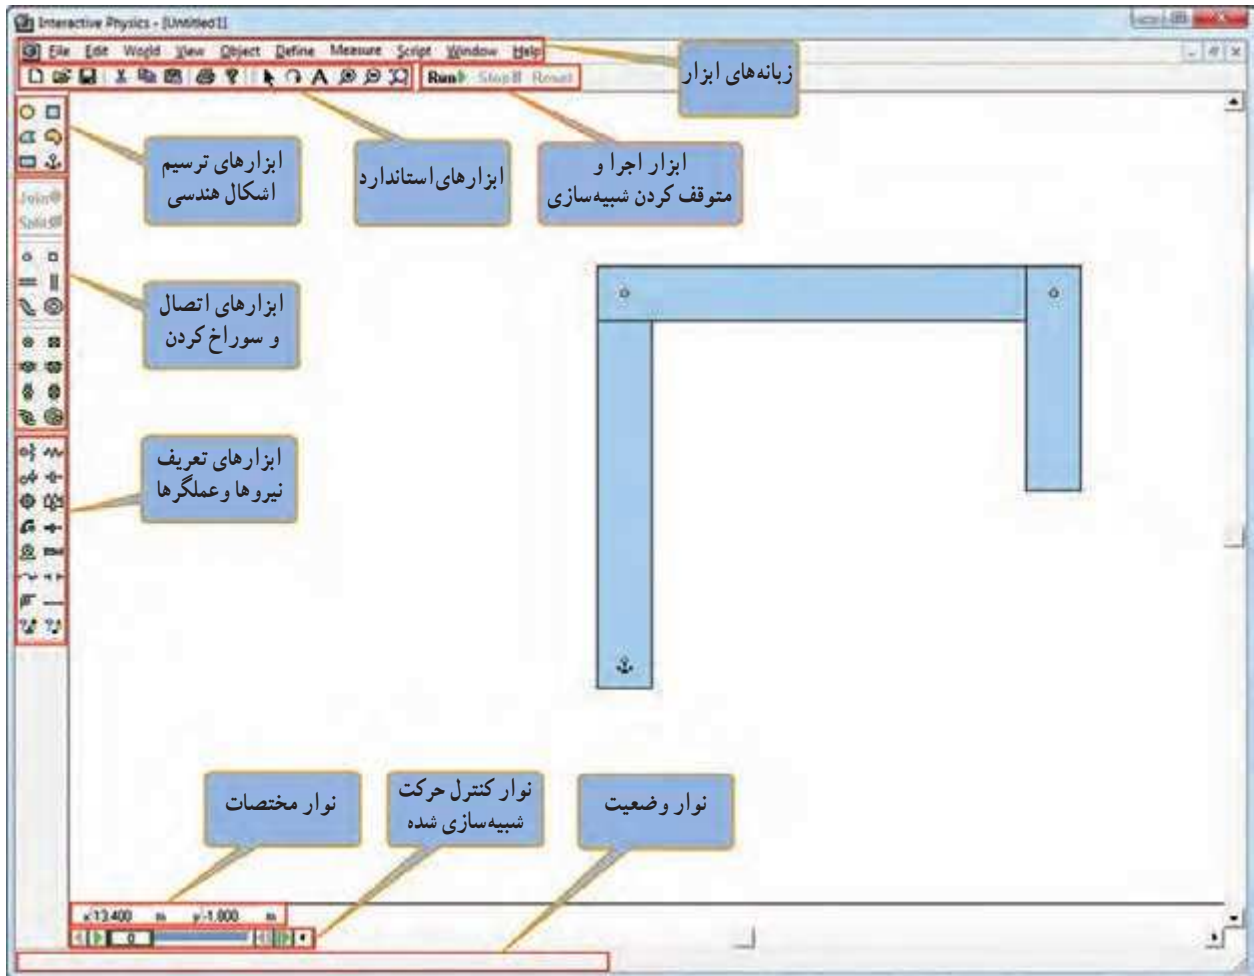 Interactive Physics - [Untitled1]
File Edit World View Object Define Measure Script Window Help
Run Stop Reset
زبانه‌های ابزار
ابزارهای ترسیم
اشکال هندسی
ابزارهای استاندارد
ابزار اجرا و
متوقف کردن شبیه‌سازی
Join
Split
ابزارهای اتصال
و سوراخ کردن
ابزارهای تعریف
نیروها وعملگرها
نوار مختصات
نوار کنترل حرکت
شبیه‌سازی شده
نوار وضعیت
x:13.400 m y:-1.800 m
0